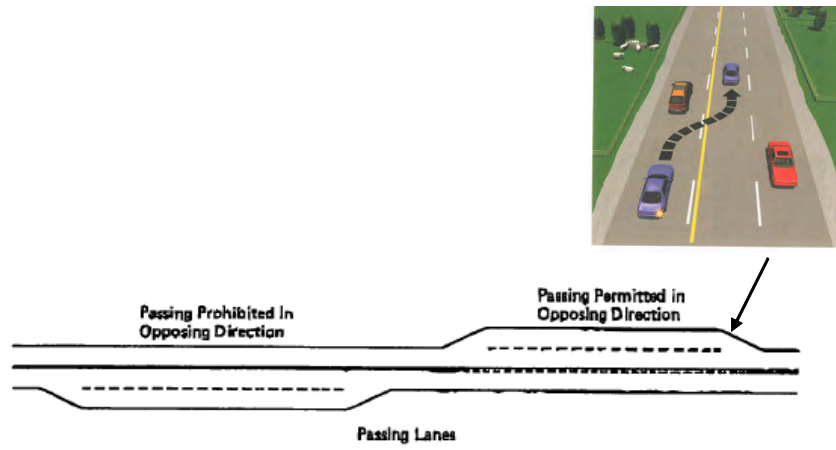 Passing Prohibited In
Opposing Direction
Passing Permitted in
Opposing Direction
Passing Lanes